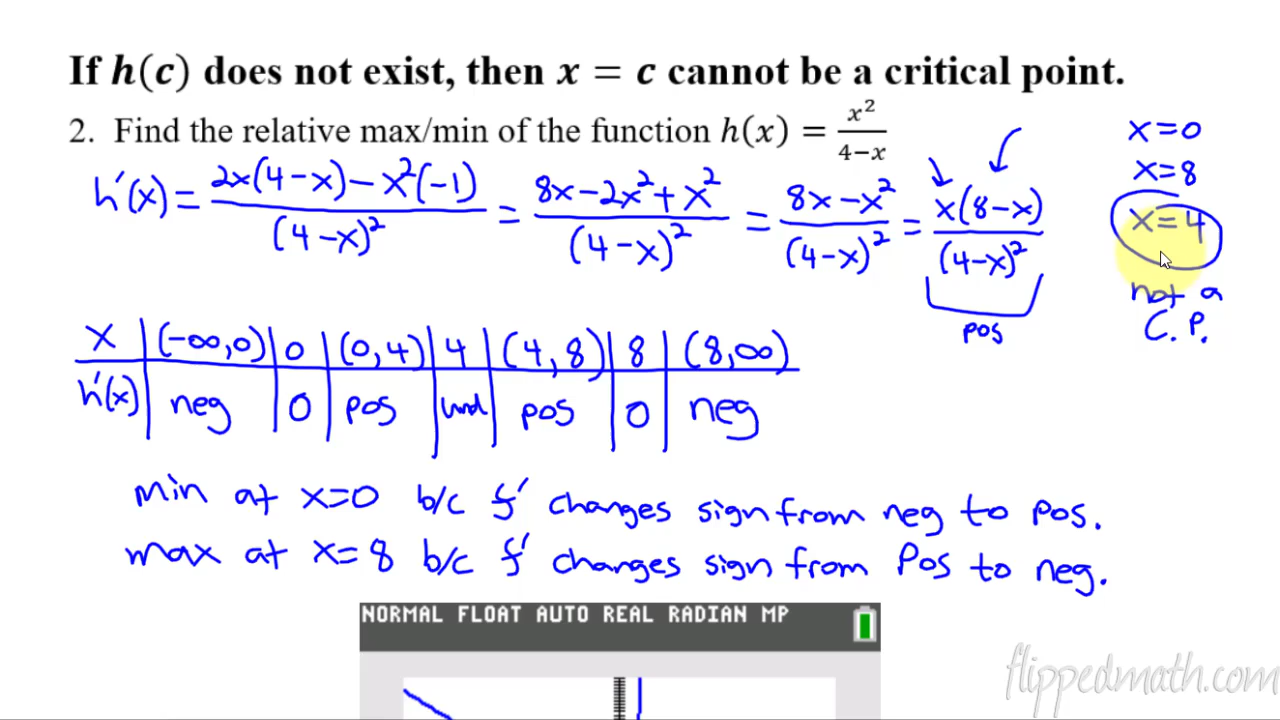 If h(c) does not exist, then x = c cannot be a critical point.
2. Find the relative max/min of the function h(x) = x²/(4−x)
h'(x) = (2x(4−x) − x²(−1))/(4−x)² = (8x − 2x² + x²)/(4−x)² = (8x − x²)/(4−x)² = x(8−x)/(4−x)²
pos
x=0
x=8
x=4
not a
C.P.
x | (−∞,0) | 0 | (0,4) | 4 | (4,8) | 8 | (8,∞)
h'(x) | neg | 0 | pos | und | pos | 0 | neg
min at x=0 b/c f' changes sign from neg to pos.
max at x=8 b/c f' changes sign from Pos to neg.
NORMAL FLOAT AUTO REAL RADIAN MP
flippedmath.com